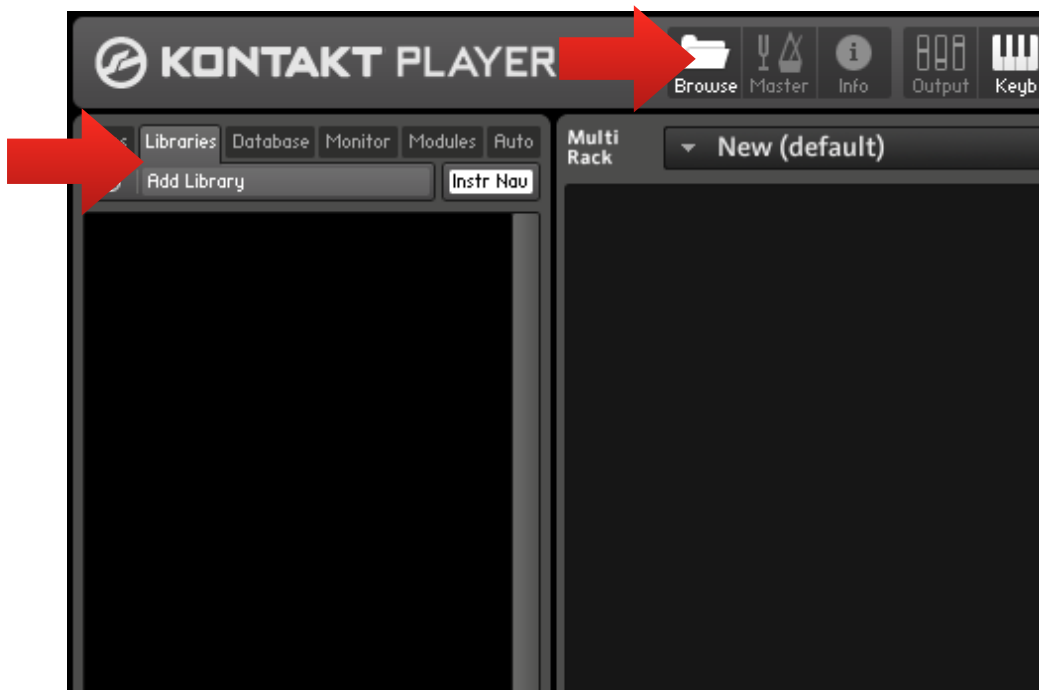 KONTAKT PLAYER
Browse Master Info Output Keyb
Libraries Database Monitor Modules Auto
Add Library Instr Nav
Multi
Rack
New (default)